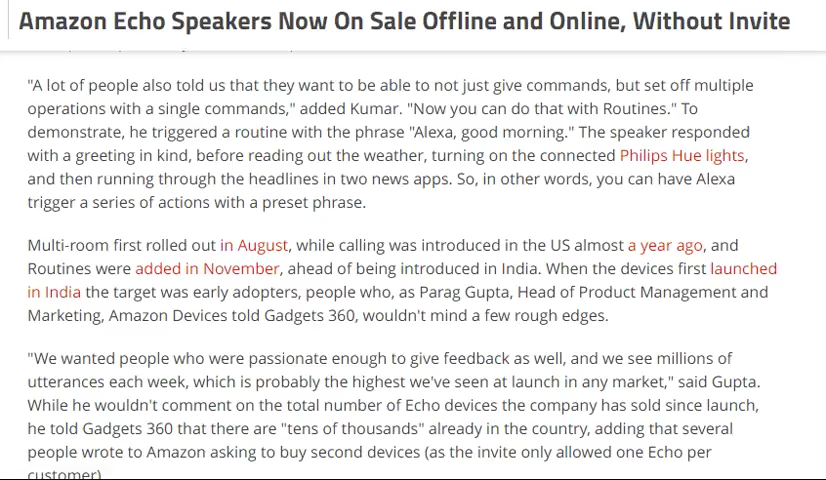 Amazon Echo Speakers Now On Sale Offline and Online, Without Invite
"A lot of people also told us that they want to be able to not just give commands, but set off multiple
operations with a single commands," added Kumar. "Now you can do that with Routines." To
demonstrate, he triggered a routine with the phrase "Alexa, good morning." The speaker responded
with a greeting in kind, before reading out the weather, turning on the connected Philips Hue lights,
and then running through the headlines in two news apps. So, in other words, you can have Alexa
trigger a series of actions with a preset phrase.
Multi-room first rolled out in August, while calling was introduced in the US almost a year ago, and
Routines were added in November, ahead of being introduced in India. When the devices first launched
in India the target was early adopters, people who, as Parag Gupta, Head of Product Management and
Marketing, Amazon Devices told Gadgets 360, wouldn't mind a few rough edges.
"We wanted people who were passionate enough to give feedback as well, and we see millions of
utterances each week, which is probably the highest we've seen at launch in any market," said Gupta.
While he wouldn't comment on the total number of Echo devices the company has sold since launch,
he told Gadgets 360 that there are "tens of thousands" already in the country, adding that several
people wrote to Amazon asking to buy second devices (as the invite only allowed one Echo per
customer)